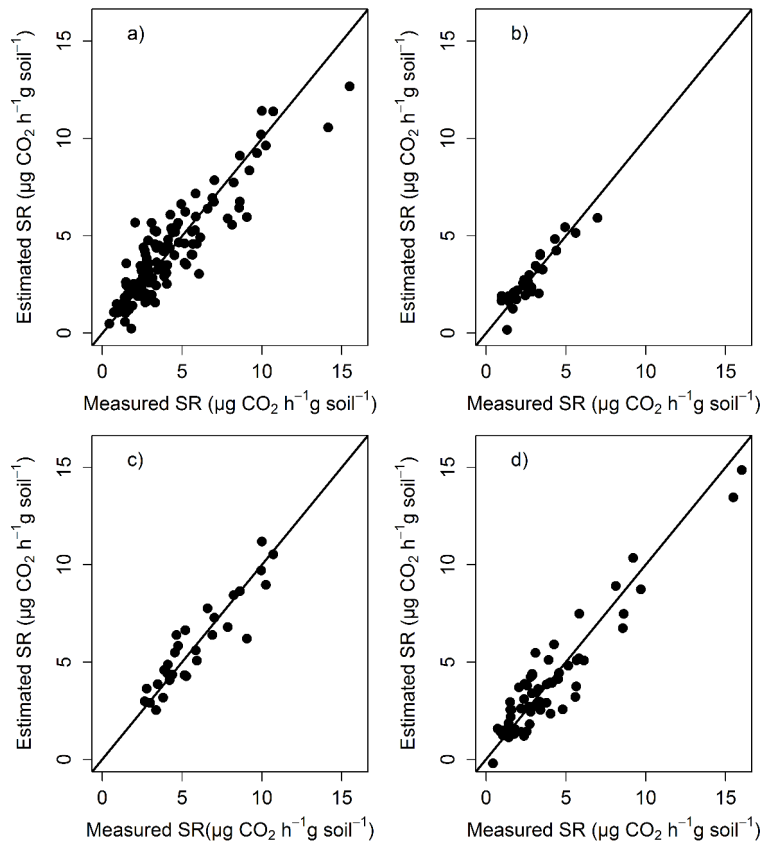 a)
Estimated SR (µg CO₂ h⁻¹g soil⁻¹)
15
10
5
0
0 5 10 15
Measured SR (µg CO₂ h⁻¹g soil⁻¹)
b)
Estimated SR (µg CO₂ h⁻¹g soil⁻¹)
15
10
5
0
0 5 10 15
Measured SR (µg CO₂ h⁻¹g soil⁻¹)
c)
Estimated SR (µg CO₂ h⁻¹g soil⁻¹)
15
10
5
0
0 5 10 15
Measured SR(µg CO₂ h⁻¹g soil⁻¹)
d)
Estimated SR (µg CO₂ h⁻¹g soil⁻¹)
15
10
5
0
0 5 10 15
Measured SR (µg CO₂ h⁻¹g soil⁻¹)